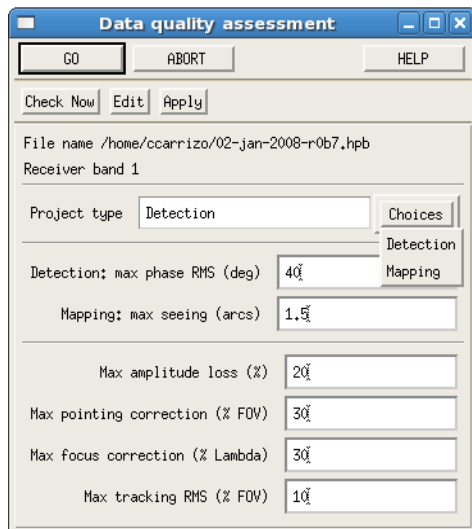 Data quality assessment
GO ABORT HELP
Check Now Edit Apply
File name /home/ccarrizo/02-jan-2008-r0b7.hpb
Receiver band 1
Project type Detection Choices
Detection
Mapping
Detection: max phase RMS (deg) 40
Mapping: max seeing (arcs) 1.5
Max amplitude loss (%) 20
Max pointing correction (% FOV) 30
Max focus correction (% Lambda) 30
Max tracking RMS (% FOV) 10